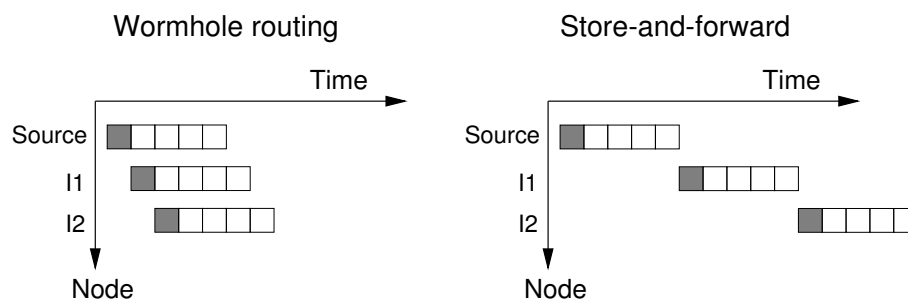 Wormhole routing
Time
Source
I1
I2
Node
Store-and-forward
Time
Source
I1
I2
Node